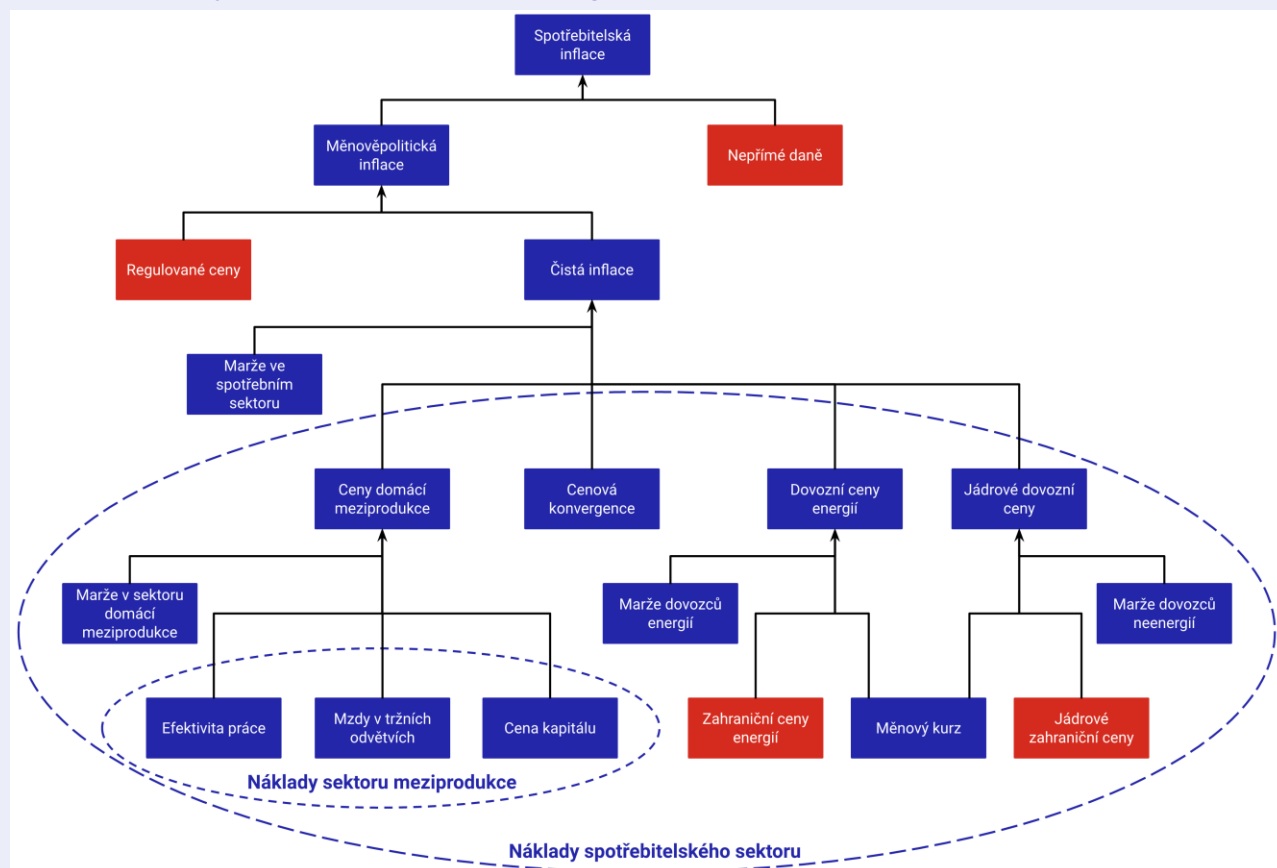 Spotřebitelská
inflace
Měnověpolitická
inflace
Nepřímé daně
Regulované ceny
Čistá inflace
Marže ve
spotřebním
sektoru
Ceny domácí
meziprodukce
Cenová
konvergence
Dovozní ceny
energií
Jádrové dovozní
ceny
Marže v sektoru
domácí
meziprodukce
Marže dovozců
energií
Marže dovozců
neenergií
Efektivita práce
Mzdy v tržních
odvětvích
Cena kapitálu
Zahraniční ceny
energií
Měnový kurz
Jádrové
zahraniční ceny
Náklady sektoru meziprodukce
Náklady spotřebitelského sektoru